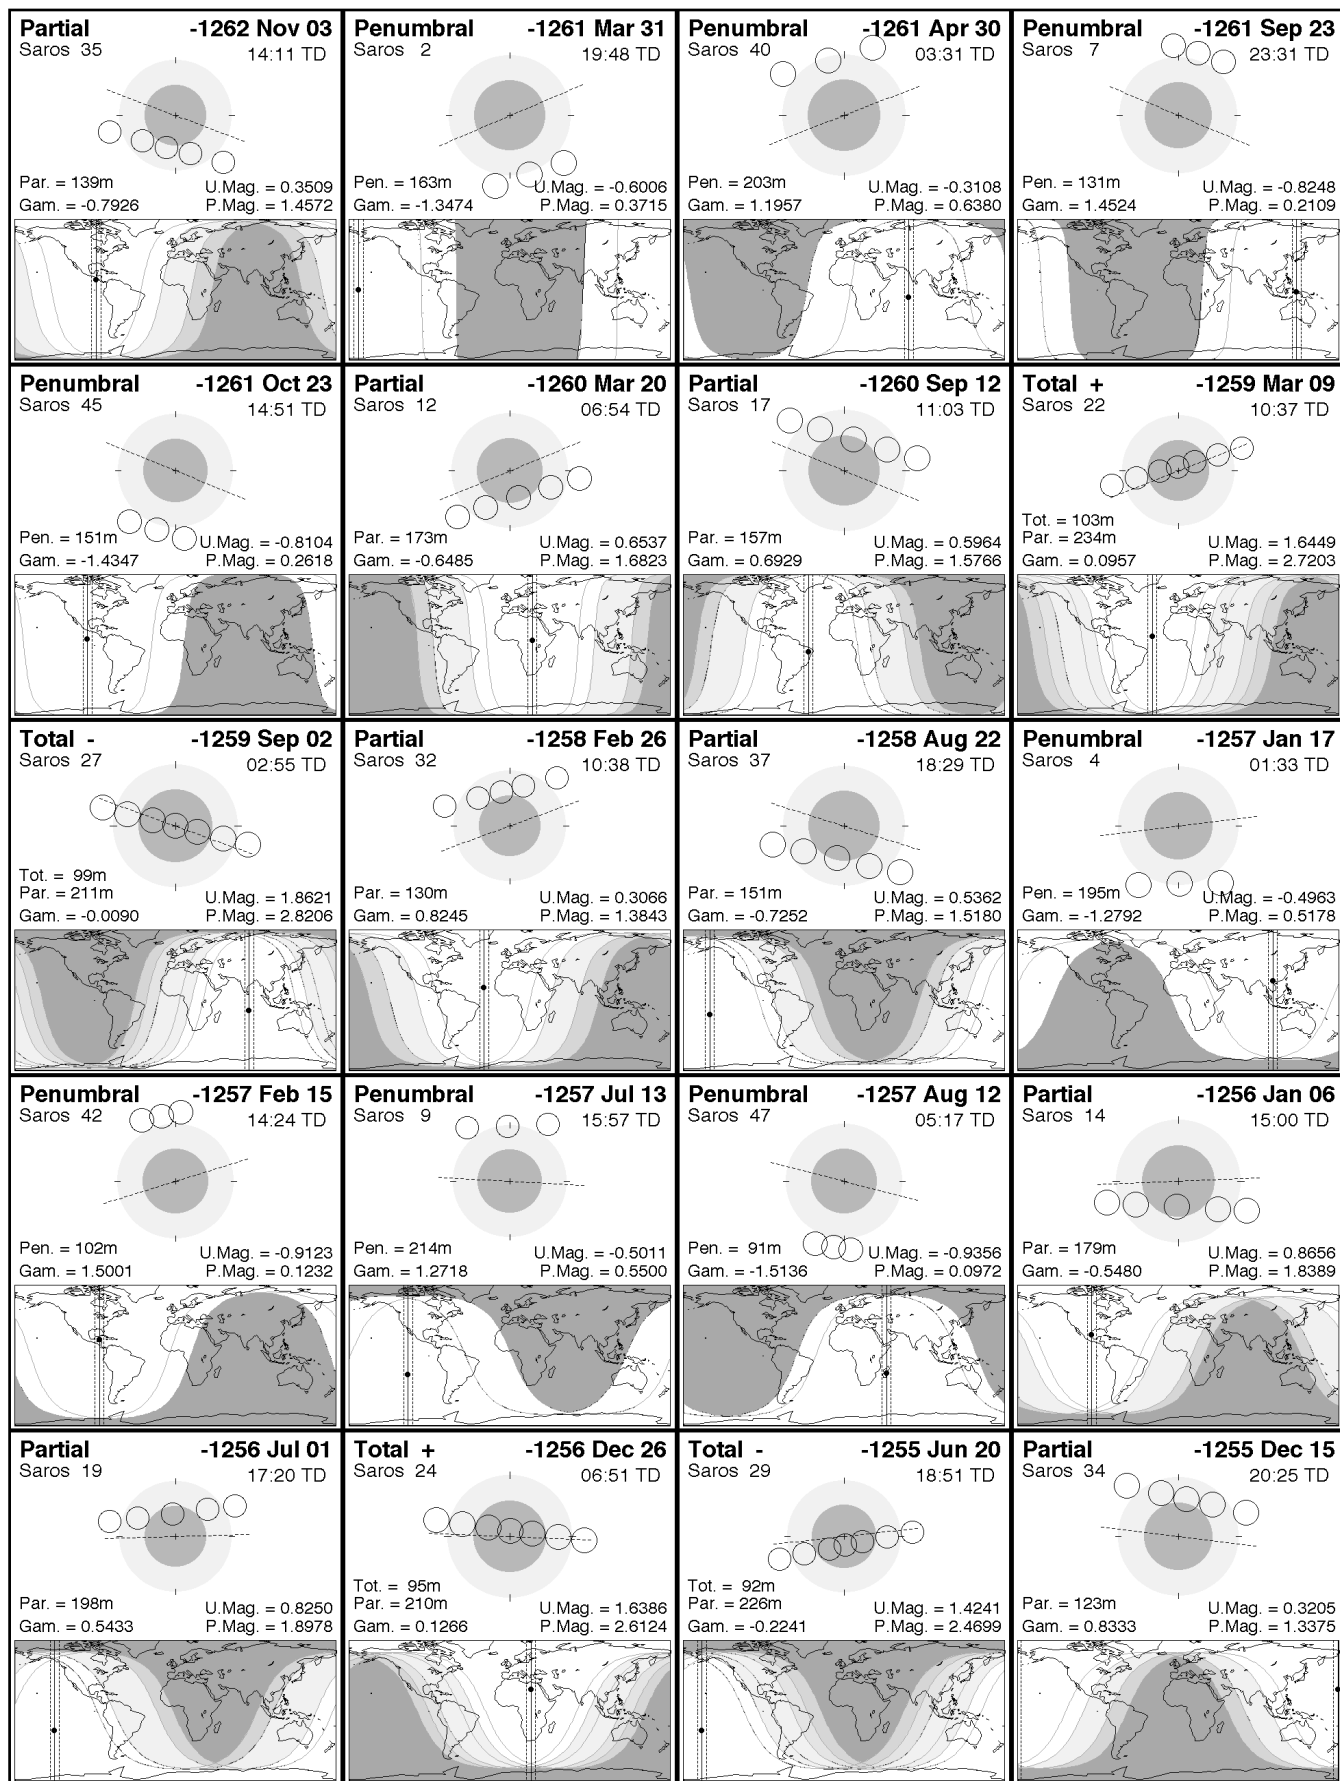 Partial -1262 Nov 03
Saros 35 14:11 TD
Par. = 139m U.Mag. = 0.3509
Gam. = -0.7926 P.Mag. = 1.4572
Penumbral -1261 Mar 31
Saros 2 19:48 TD
Pen. = 163m U.Mag. = -0.6006
Gam. = -1.3474 P.Mag. = 0.3715
Penumbral -1261 Apr 30
Saros 40 03:31 TD
Pen. = 203m U.Mag. = -0.3108
Gam. = 1.1957 P.Mag. = 0.6380
Penumbral -1261 Sep 23
Saros 7 23:31 TD
Pen. = 131m U.Mag. = -0.8248
Gam. = 1.4524 P.Mag. = 0.2109
Penumbral -1261 Oct 23
Saros 45 14:51 TD
Pen. = 151m U.Mag. = -0.8104
Gam. = -1.4347 P.Mag. = 0.2618
Partial -1260 Mar 20
Saros 12 06:54 TD
Par. = 173m U.Mag. = 0.6537
Gam. = -0.6485 P.Mag. = 1.6823
Partial -1260 Sep 12
Saros 17 11:03 TD
Par. = 157m U.Mag. = 0.5964
Gam. = 0.6929 P.Mag. = 1.5766
Total + -1259 Mar 09
Saros 22 10:37 TD
Tot. = 103m
Par. = 234m U.Mag. = 1.6449
Gam. = 0.0957 P.Mag. = 2.7203
Total - -1259 Sep 02
Saros 27 02:55 TD
Tot. = 99m
Par. = 211m U.Mag. = 1.8621
Gam. = -0.0090 P.Mag. = 2.8206
Partial -1258 Feb 26
Saros 32 10:38 TD
Par. = 130m U.Mag. = 0.3066
Gam. = 0.8245 P.Mag. = 1.3843
Partial -1258 Aug 22
Saros 37 18:29 TD
Par. = 151m U.Mag. = 0.5362
Gam. = -0.7252 P.Mag. = 1.5180
Penumbral -1257 Jan 17
Saros 4 01:33 TD
Pen. = 195m U.Mag. = -0.4963
Gam. = -1.2792 P.Mag. = 0.5178
Penumbral -1257 Feb 15
Saros 42 14:24 TD
Pen. = 102m U.Mag. = -0.9123
Gam. = 1.5001 P.Mag. = 0.1232
Penumbral -1257 Jul 13
Saros 9 15:57 TD
Pen. = 214m U.Mag. = -0.5011
Gam. = 1.2718 P.Mag. = 0.5500
Penumbral -1257 Aug 12
Saros 47 05:17 TD
Pen. = 91m U.Mag. = -0.9356
Gam. = -1.5136 P.Mag. = 0.0972
Partial -1256 Jan 06
Saros 14 15:00 TD
Par. = 179m U.Mag. = 0.8656
Gam. = -0.5480 P.Mag. = 1.8389
Partial -1256 Jul 01
Saros 19 17:20 TD
Par. = 198m U.Mag. = 0.8250
Gam. = 0.5433 P.Mag. = 1.8978
Total + -1256 Dec 26
Saros 24 06:51 TD
Tot. = 95m
Par. = 210m U.Mag. = 1.6386
Gam. = 0.1266 P.Mag. = 2.6124
Total - -1255 Jun 20
Saros 29 18:51 TD
Tot. = 92m
Par. = 226m U.Mag. = 1.4241
Gam. = -0.2241 P.Mag. = 2.4699
Partial -1255 Dec 15
Saros 34 20:25 TD
Par. = 123m U.Mag. = 0.3205
Gam. = 0.8333 P.Mag. = 1.3375